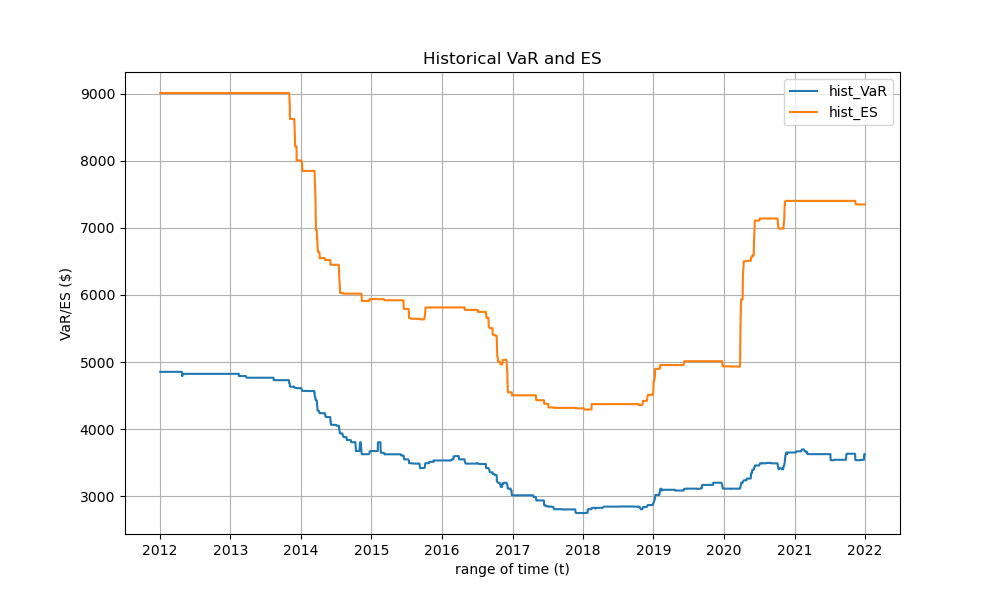 Historical VaR and ES
hist_VaR
hist_ES
9000
8000
7000
6000
5000
4000
3000
VaR/ES ($)
2012 2013 2014 2015 2016 2017 2018 2019 2020 2021 2022
range of time (t)